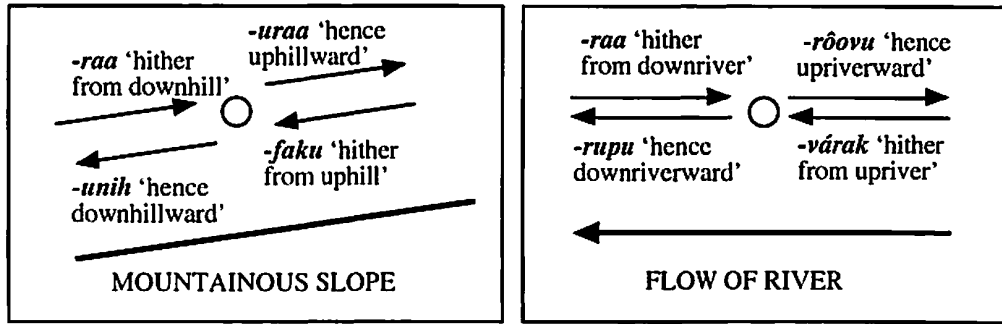 -uraa ‘hence
uphillward’
-raa ‘hither
from downhill’
-faku ‘hither
from uphill’
-unih ‘hence
downhillward’
MOUNTAINOUS SLOPE
-raa ‘hither
from downriver’
-rôovu ‘hence
upriverward’
-rupu ‘hence
downriverward’
-várak ‘hither
from upriver’
FLOW OF RIVER